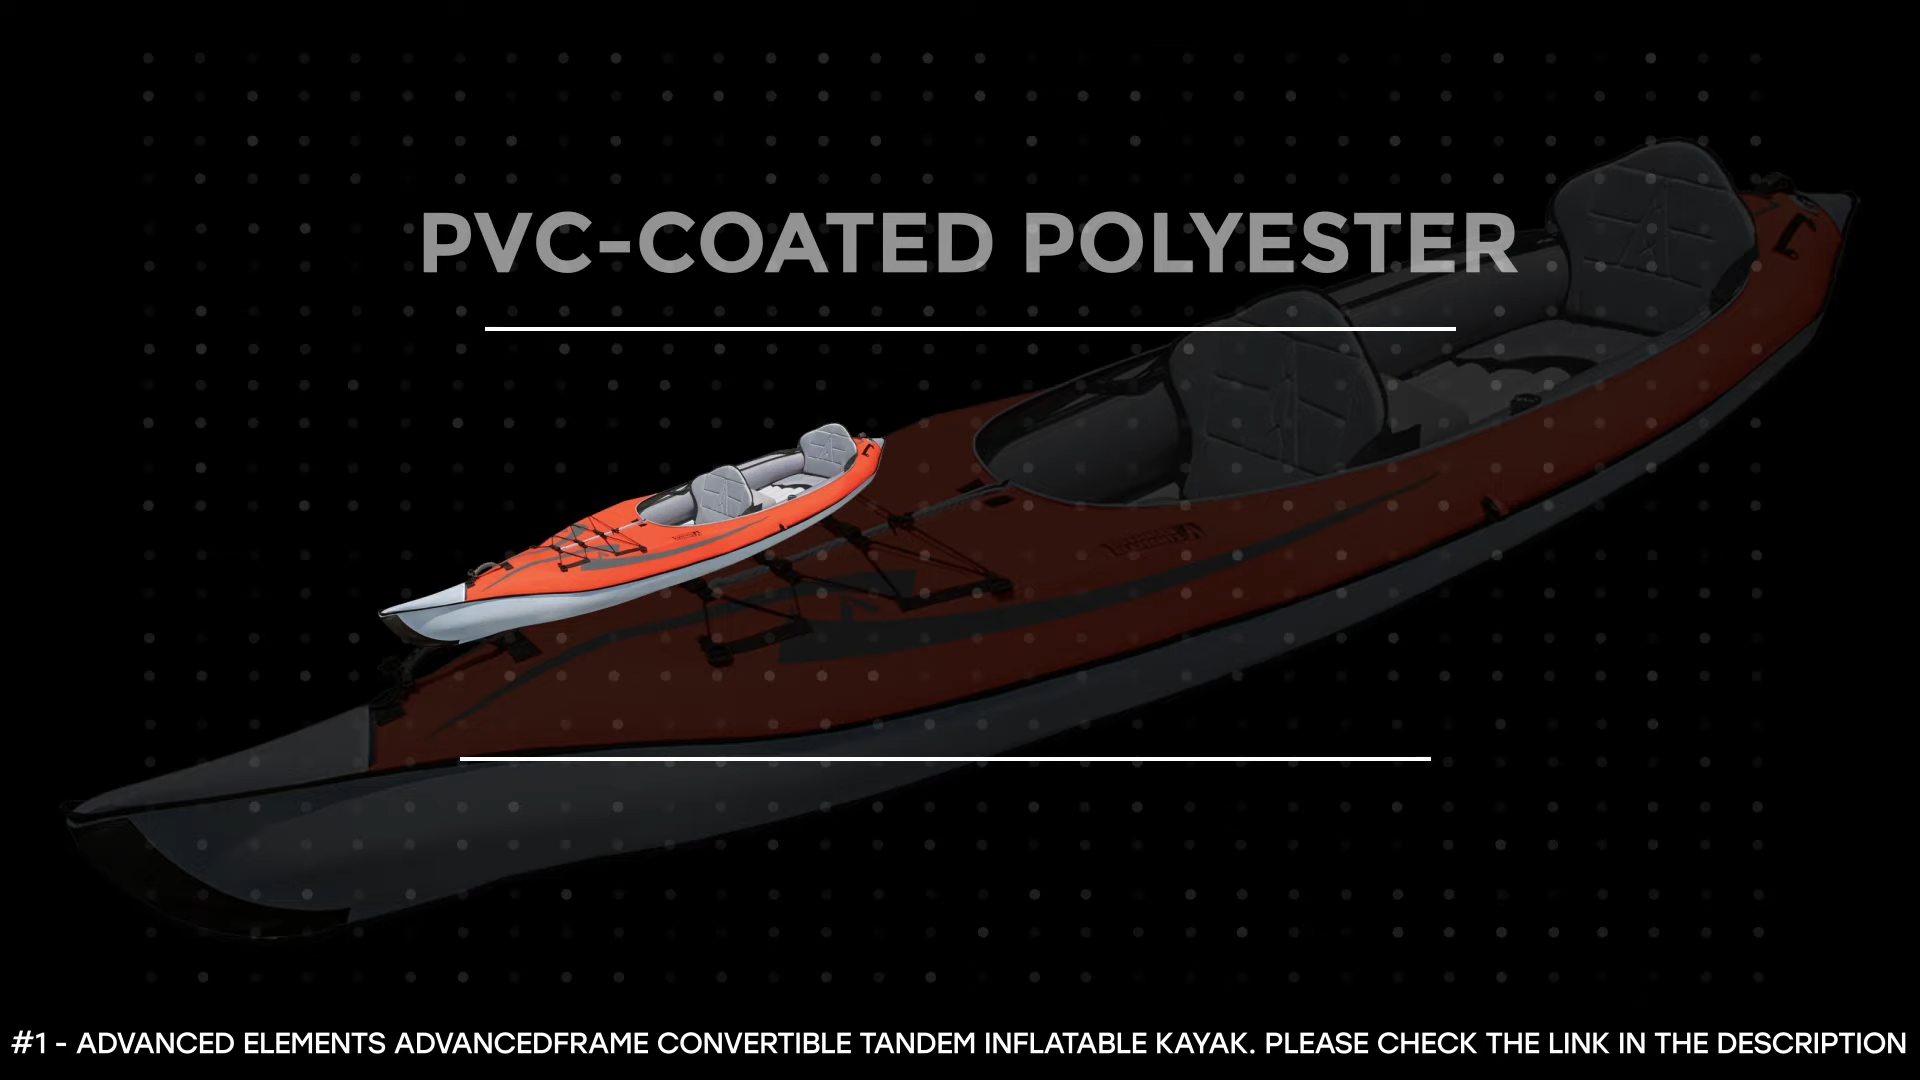 PVC-COATED POLYESTER
#1 - ADVANCED ELEMENTS ADVANCEDFRAME CONVERTIBLE TANDEM INFLATABLE KAYAK. PLEASE CHECK THE LINK IN THE DESCRIPTION